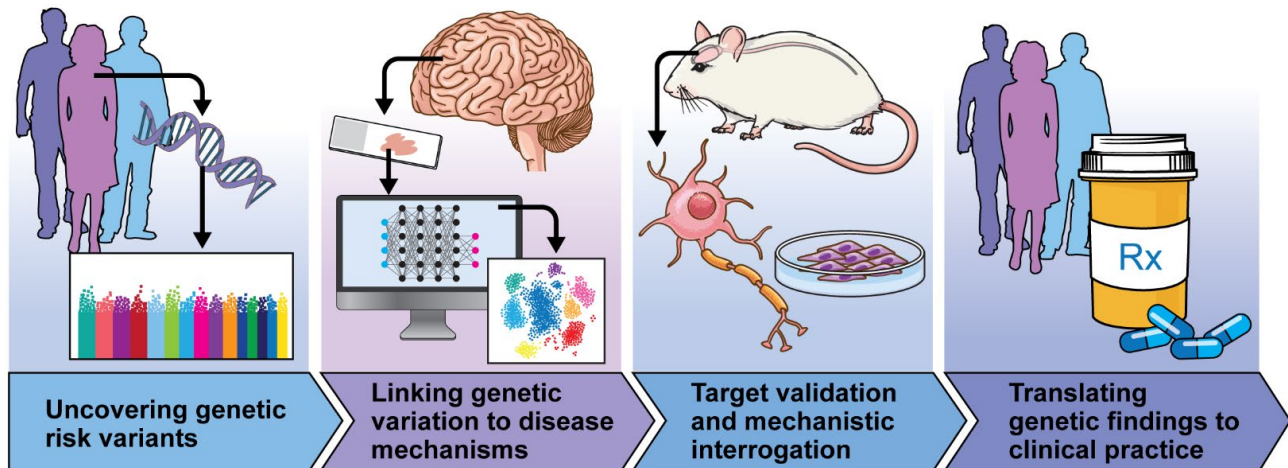 Rx
Uncovering genetic
risk variants
Linking genetic
variation to disease
mechanisms
Target validation
and mechanistic
interrogation
Translating
genetic findings to
clinical practice